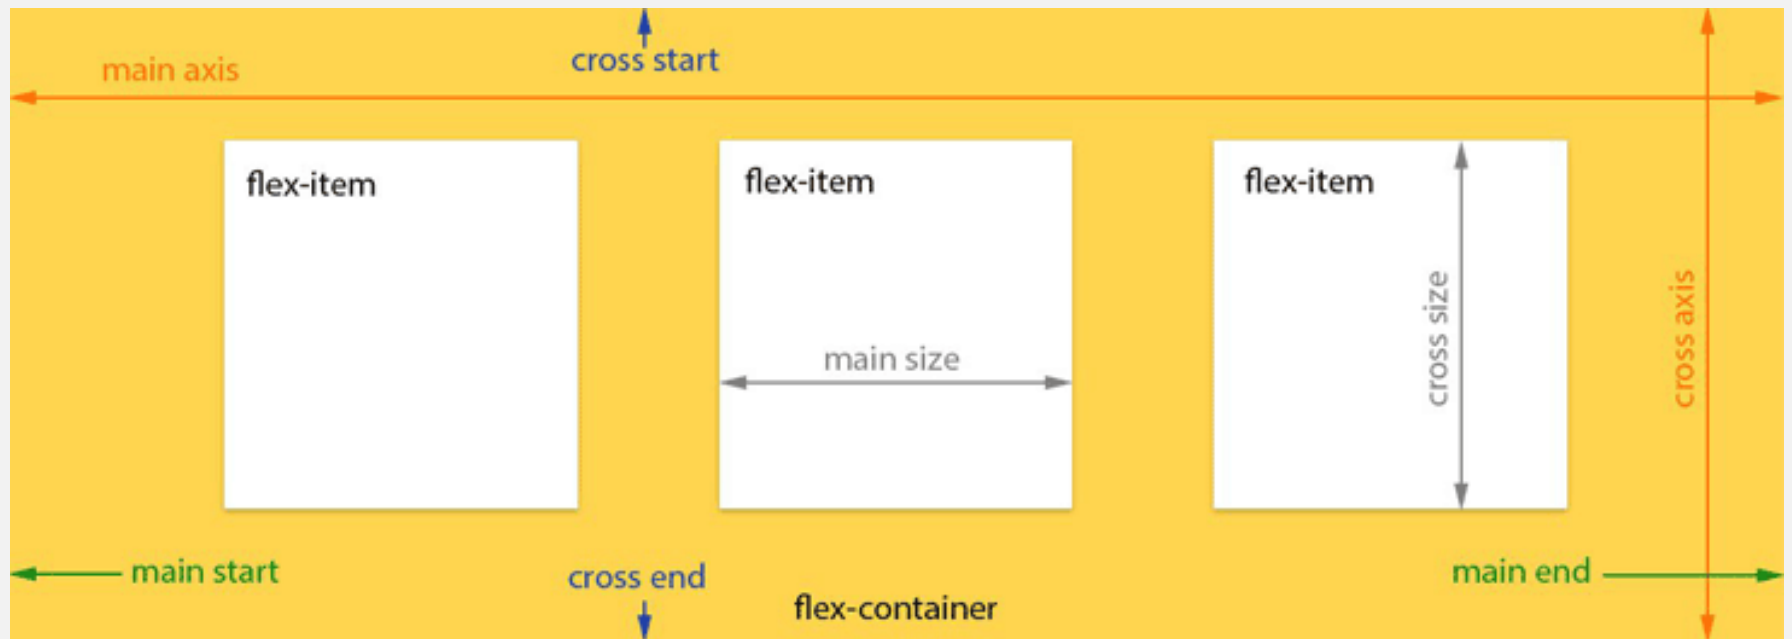 cross start
main axis
flex-item
flex-item
flex-item
main size
cross size
cross axis
main start
cross end
main end
flex-container